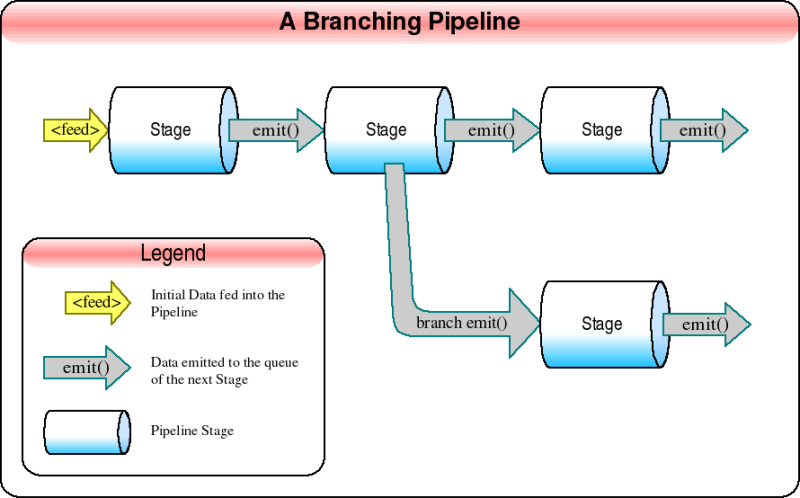 A Branching Pipeline
<feed>
Stage
emit()
Stage
emit()
Stage
emit()
branch emit()
Stage
emit()
Legend
<feed>
Initial Data fed into the
Pipeline
emit()
Data emitted to the queue
of the next Stage
Pipeline Stage